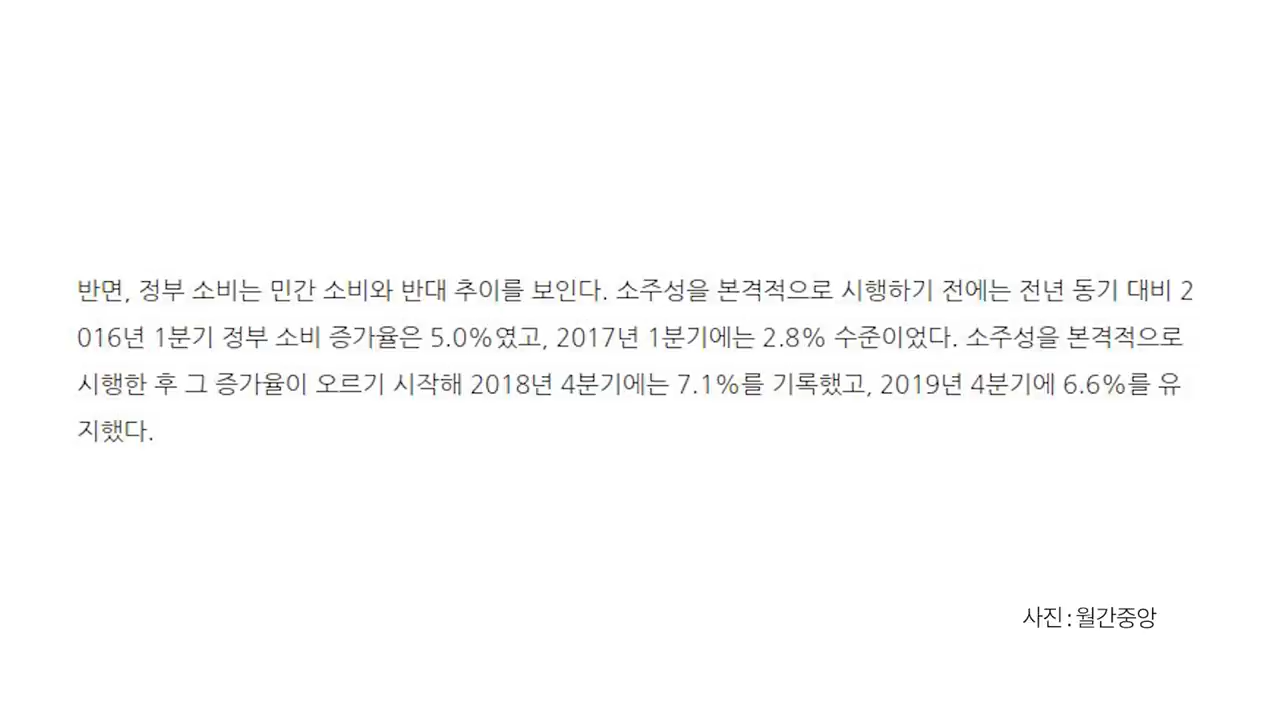 반면, 정부 소비는 민간 소비와 반대 추이를 보인다. 소주성을 본격적으로 시행하기 전에는 전년 동기 대비 2
016년 1분기 정부 소비 증가율은 5.0%였고, 2017년 1분기에는 2.8% 수준이었다. 소주성을 본격적으로
시행한 후 그 증가율이 오르기 시작해 2018년 4분기에는 7.1%를 기록했고, 2019년 4분기에 6.6%를 유
지했다.
사진 : 월간중앙